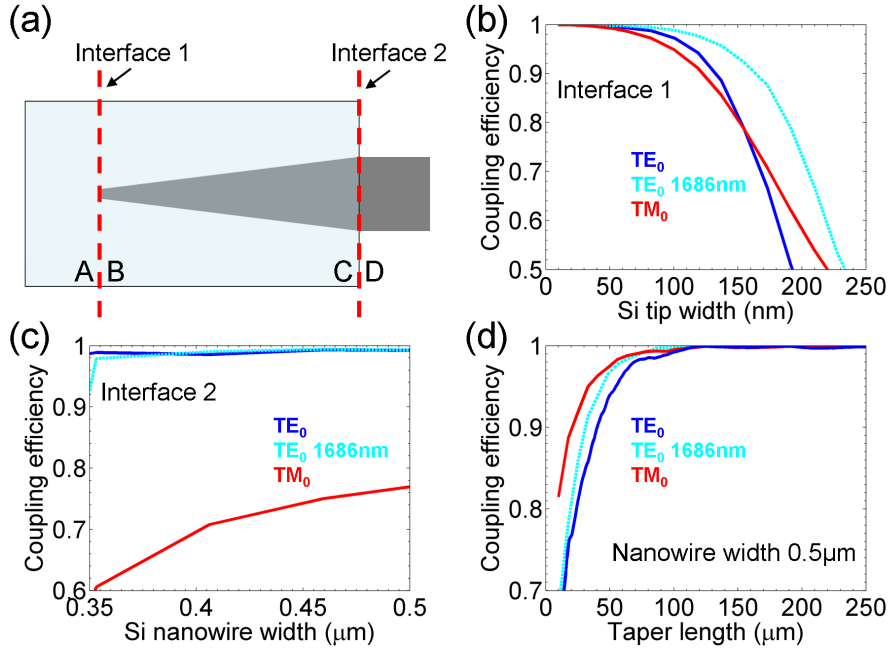 (a)
Interface 1
Interface 2
A B
C D
(b)
Coupling efficiency
1
0.9
0.8
0.7
0.6
0.5
Interface 1
TE₀
TE₀ 1686nm
TM₀
0 50 100 150 200 250
Si tip width (nm)
(c)
Coupling efficiency
1
0.9
0.8
0.7
0.6
Interface 2
TE₀
TE₀ 1686nm
TM₀
0.35 0.4 0.45 0.5
Si nanowire width (μm)
(d)
Coupling efficiency
1
0.9
0.8
0.7
TE₀
TE₀ 1686nm
TM₀
Nanowire width 0.5μm
0 50 100 150 200 250
Taper length (μm)